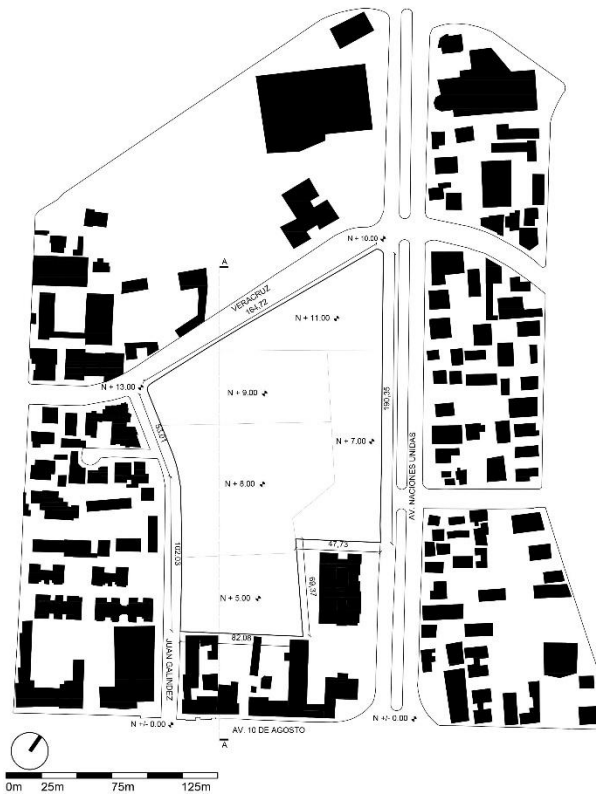 N + 10.00
A
VERACRUZ
164,72
N + 11.00
N + 13.00
N + 9.00
53,01
190,35
N + 7.00
AV. NACIONES UNIDAS
N + 8.00
102,03
47,73
69,37
N + 5.00
82,08
JUAN GALINDEZ
N +/- 0.00
N +/- 0.00
AV. 10 DE AGOSTO
A
0m 25m 75m 125m